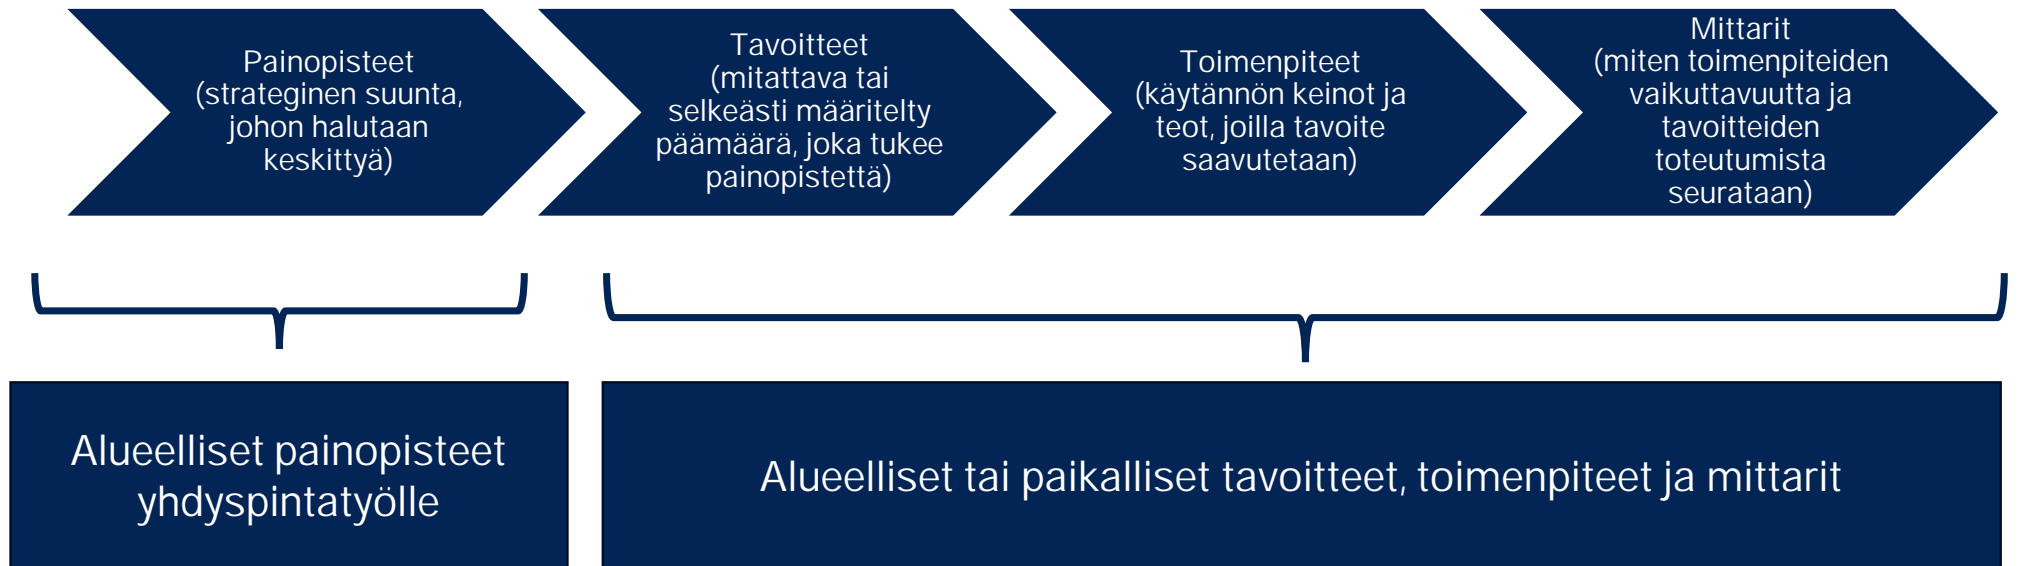 Painopisteet
(strateginen suunta,
johon halutaan
keskittyä)
Tavoitteet
(mitattava tai
selkeästi määritelty
päämäärä, joka tukee
painopistettä)
Toimenpiteet
(käytännön keinot ja
teot, joilla tavoite
saavutetaan)
Mittarit
(miten toimenpiteiden
vaikuttavuutta ja
tavoitteiden
toteutumista
seurataan)
Alueelliset painopisteet
yhdyspintatyölle
Alueelliset tai paikalliset tavoitteet, toimenpiteet ja mittarit